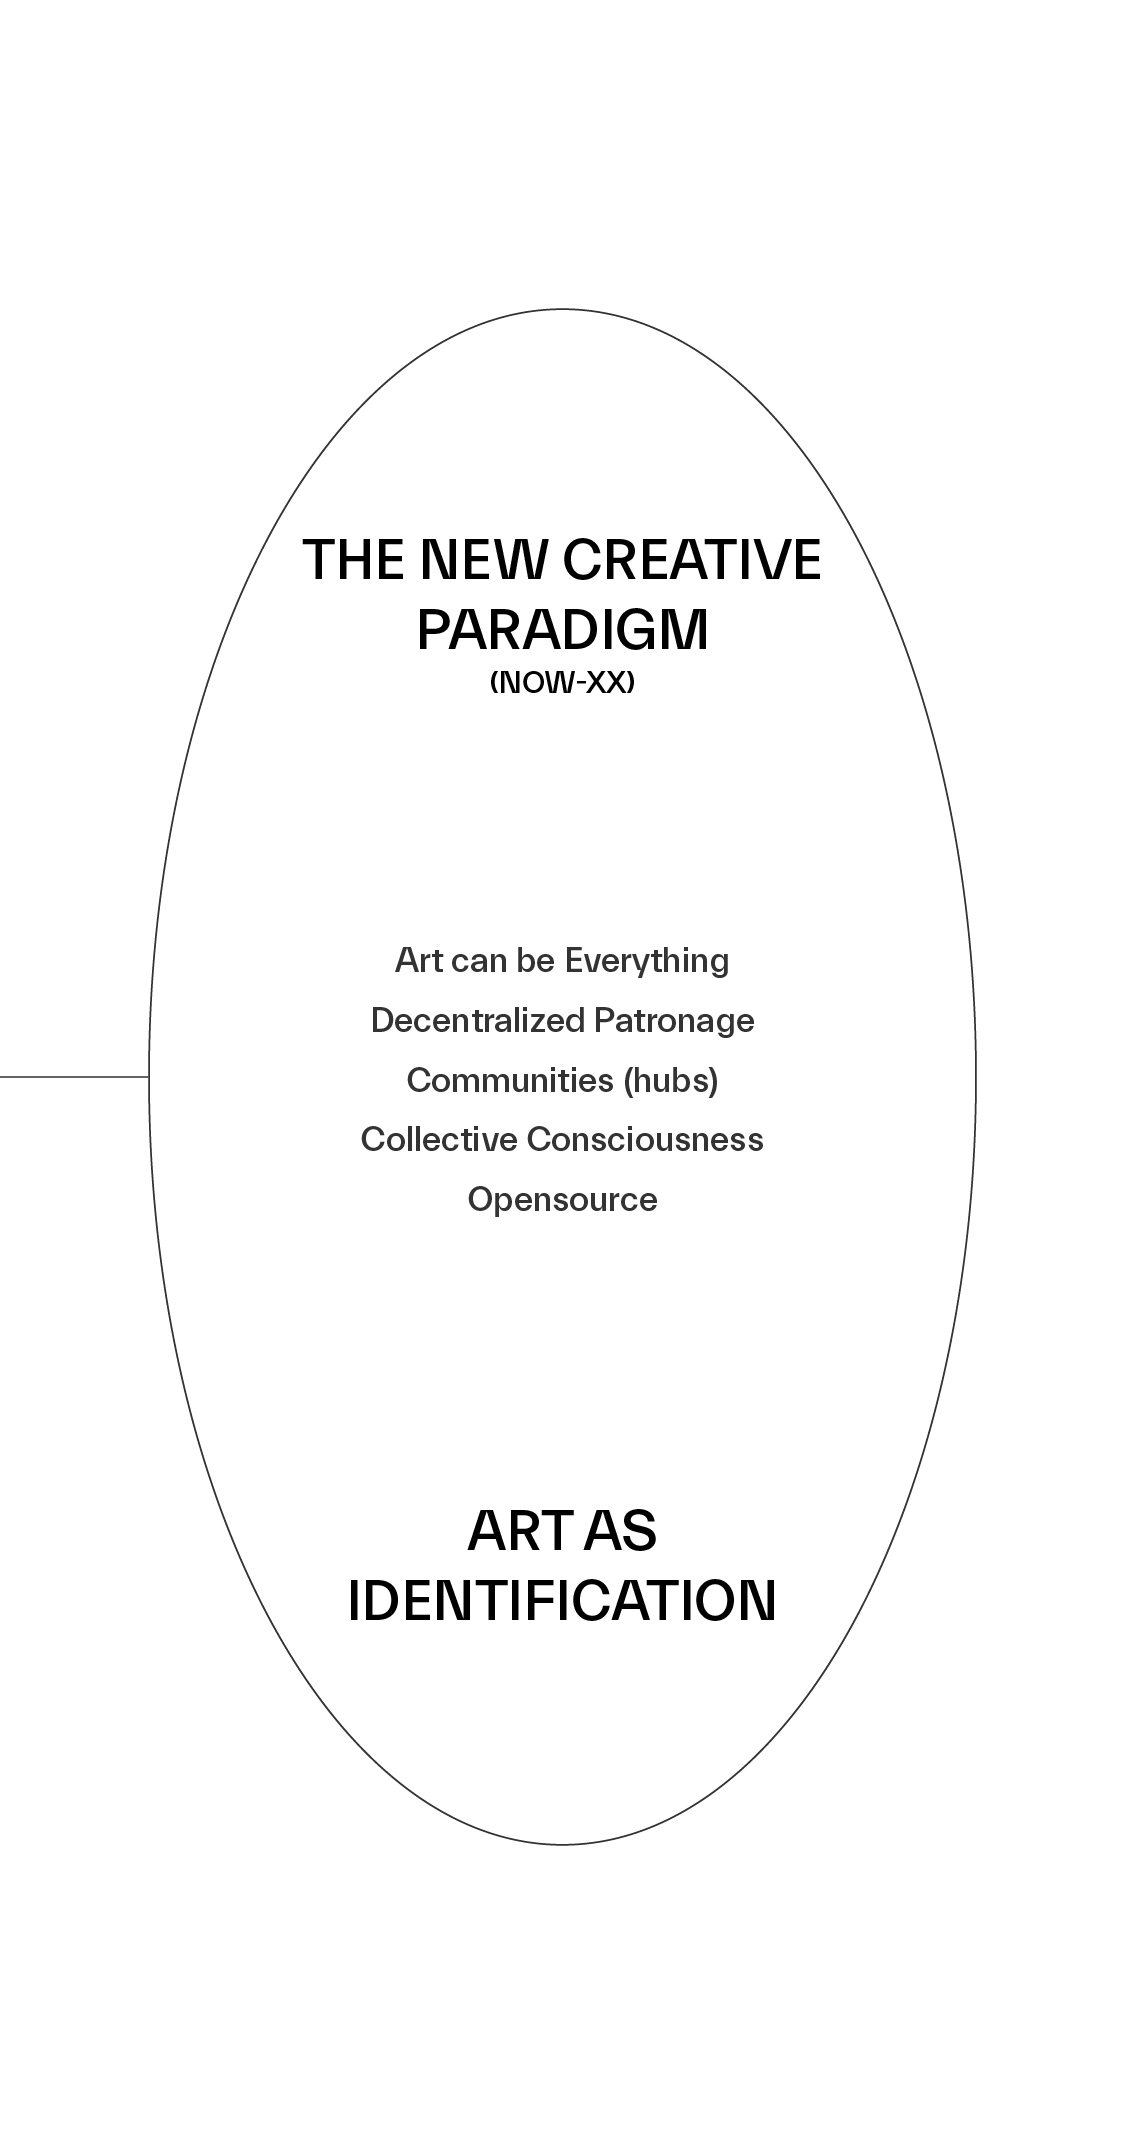 THE NEW CREATIVE
PARADIGM
(NOW-XX)
Art can be Everything
Decentralized Patronage
Communities (hubs)
Collective Consciousness
Opensource
ART AS
IDENTIFICATION